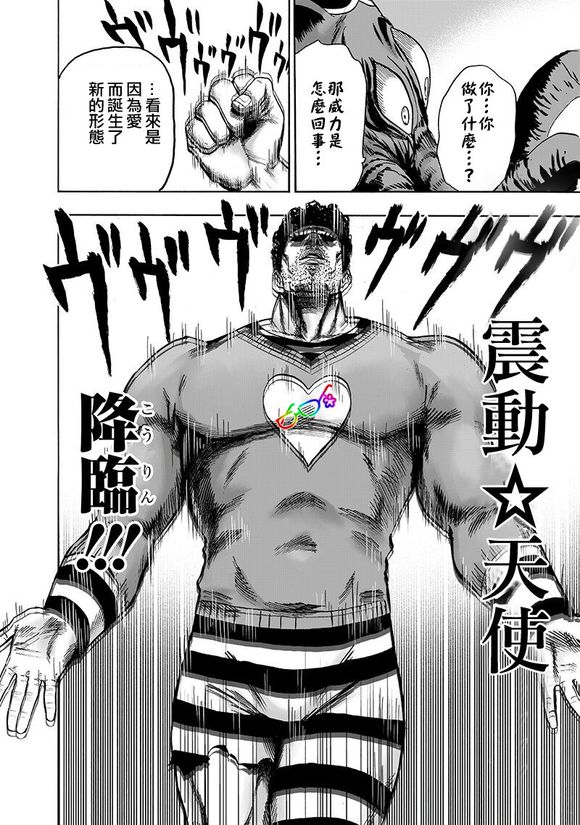 你…你
做了什麼…?
那威力是
怎麼回事…
ヴヴヴ
…看來是
因為愛
而誕生了
新的形態
ヴヴヴ
ヴヴヴ
震動☆天使
降臨!!!
こうりん